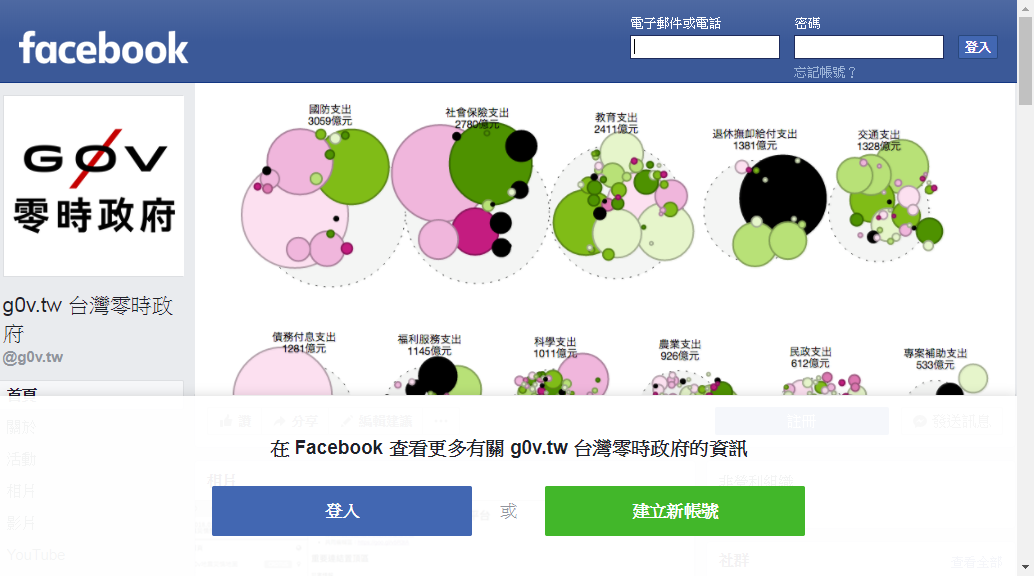 facebook
電子郵件或電話
密碼
登入
忘記帳號？
GØV
零時政府
g0v.tw 台灣零時政
府
@g0v.tw
首頁
國防支出
3059億元
社會保險支出
2780億元
教育支出
2411億元
退休撫卹給付支出
1381億元
交通支出
1328億元
債務付息支出
1281億元
福利服務支出
1145億元
科學支出
1011億元
農業支出
926億元
民政支出
612億元
專案補助支出
533億元
讚
分享
註冊
發送訊息
關於
活動
相片
影片
YouTube
在 Facebook 查看更多有關 g0v.tw 台灣零時政府的資訊
登入
或
建立新帳號
相片
社群
查看全部